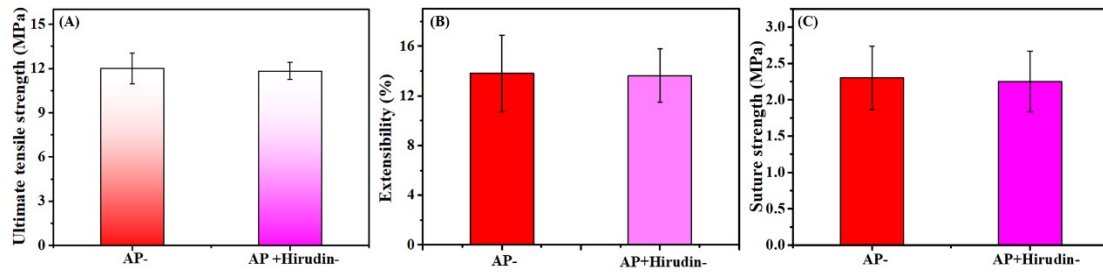 (A)
Ultimate tensile strength (MPa)
15
12
9
6
3
0
AP-
AP +Hirudin-
(B)
Extensibility (%)
16
12
8
4
0
AP-
AP+Hirudin-
(C)
Suture strength (MPa)
3.0
2.5
2.0
1.5
1.0
0.5
0.0
AP-
AP+Hirudin-